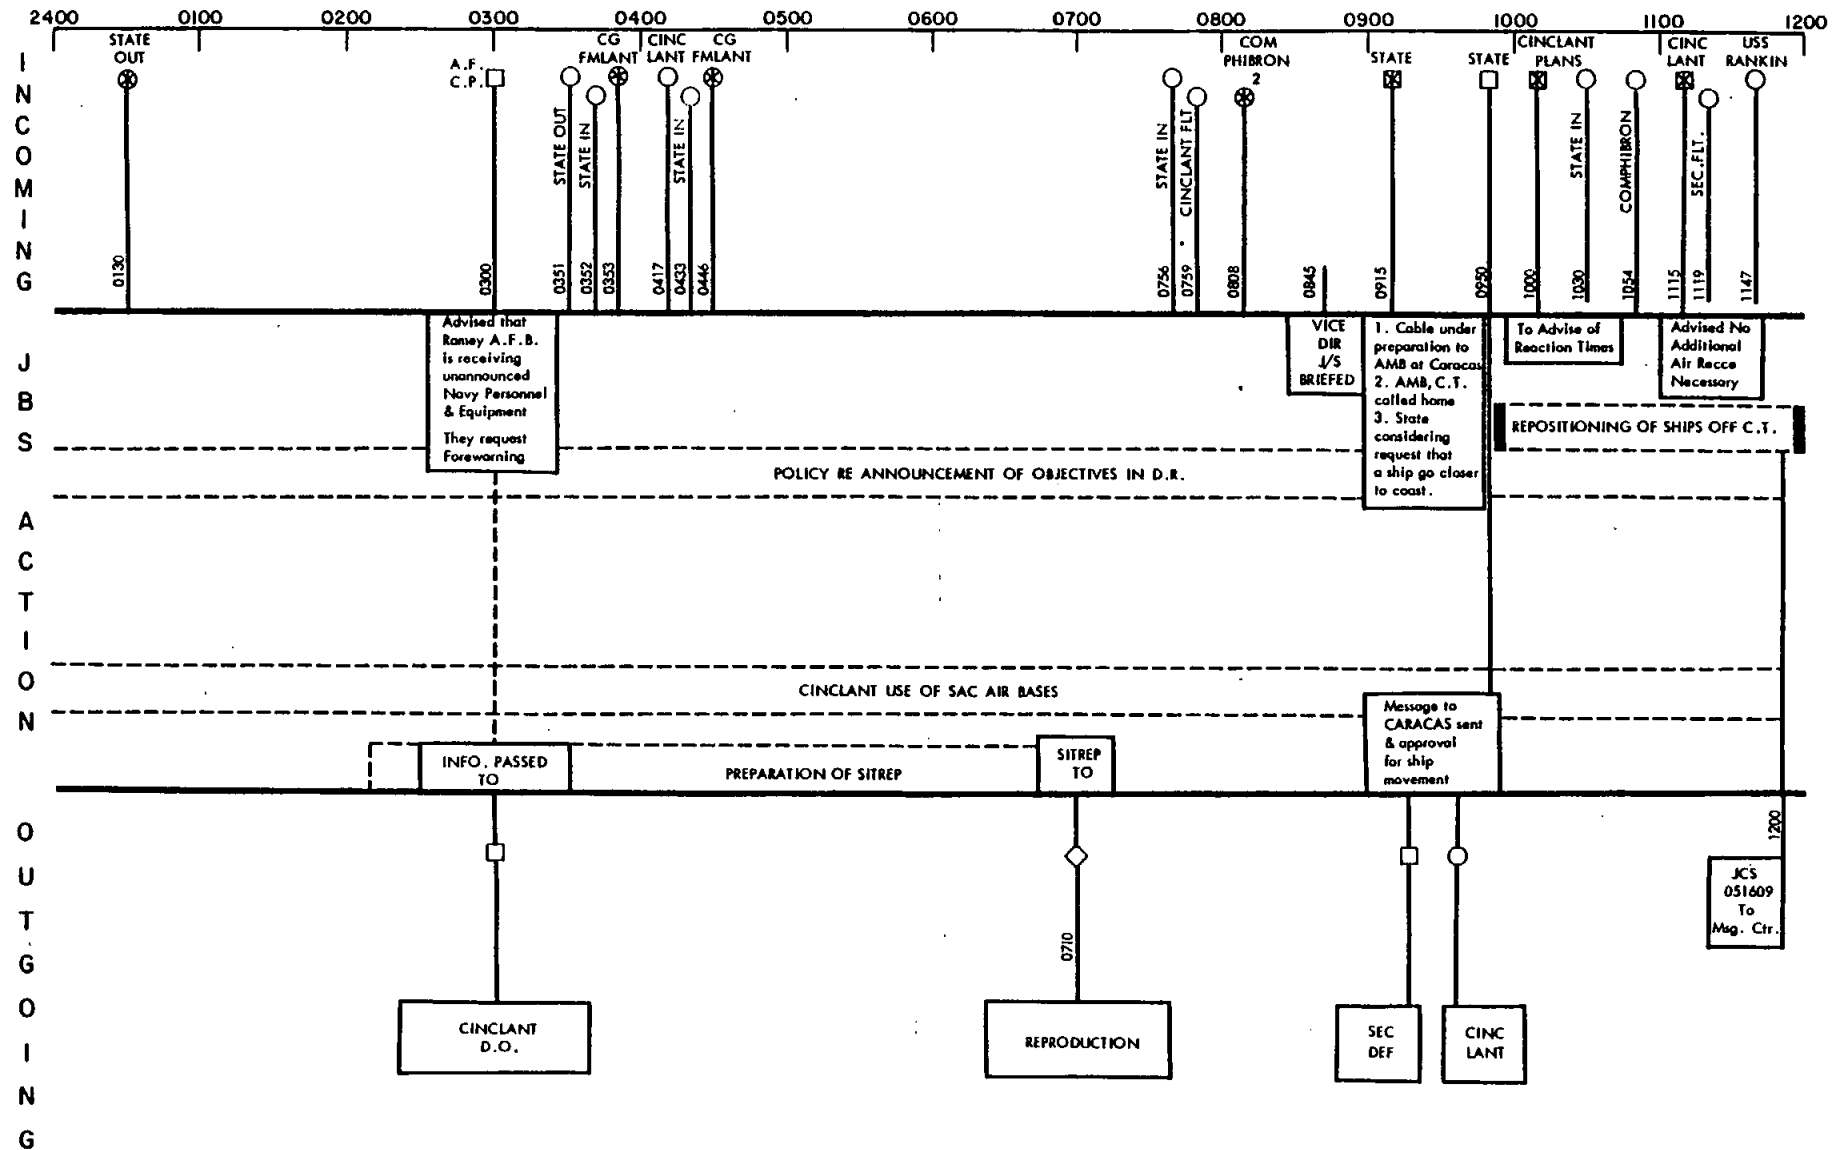 2400 0100 0200 0300 0400 0500 0600 0700 0800 0900 1000 1100 1200
INCOMING
STATE
OUT
0130
A.F.
C.P.
0300
STATE OUT
0351
STATE IN
0352
CG
FMLANT
0353
CINC
LANT
0417
STATE IN
0433
CG
FMLANT
0446
STATE IN
0756
CINCLANT FLT
0759
COM
PHIBRON
2
0808
0845
STATE
0915
STATE
0950
CINCLANT
PLANS
1000
STATE IN
1030
COMPHIBRON
1054
CINC
LANT
1115
SEC.FLT.
1119
USS
RANKIN
1147
JBS
ACTION
Advised that
Ramey A.F.B.
is receiving
unannounced
Navy Personnel
& Equipment
They request
Forewarning
VICE
DIR
J/S
BRIEFED
1. Cable under
preparation to
AMB at Caracas
2. AMB, C.T.
called home
3. State
considering
request that
a ship go closer
to coast.
To Advise of
Reaction Times
Advised No
Additional
Air Recce
Necessary
REPOSITIONING OF SHIPS OFF C.T.
POLICY RE ANNOUNCEMENT OF OBJECTIVES IN D.R.
CINCLANT USE OF SAC AIR BASES
INFO. PASSED
TO
PREPARATION OF SITREP
SITREP
TO
Message to
CARACAS sent
& approval
for ship
movement
OUTGOING
0710
1200
JCS
051609
To
Msg. Ctr.
CINCLANT
D.O.
REPRODUCTION
SEC
DEF
CINC
LANT